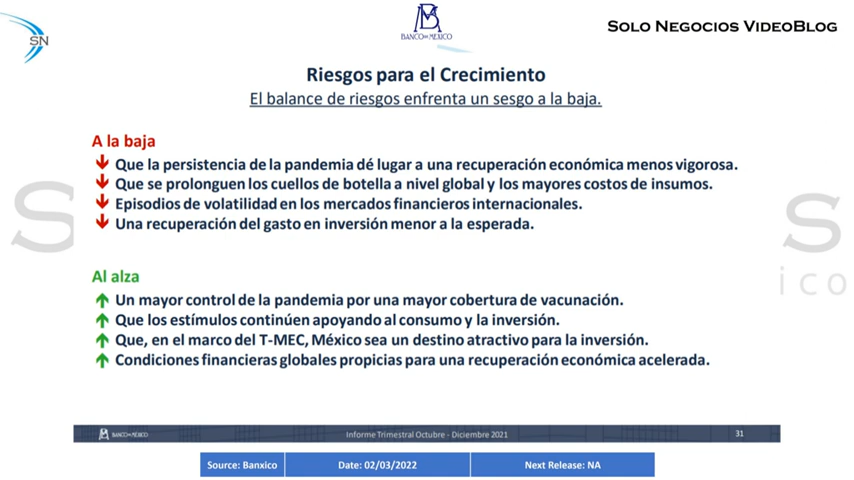 SN
BANCO DE MEXICO
SOLO NEGOCIOS VIDEOBLOG
Riesgos para el Crecimiento
El balance de riesgos enfrenta un sesgo a la baja.
A la baja
Que la persistencia de la pandemia dé lugar a una recuperación económica menos vigorosa.
Que se prolonguen los cuellos de botella a nivel global y los mayores costos de insumos.
Episodios de volatilidad en los mercados financieros internacionales.
Una recuperación del gasto en inversión menor a la esperada.
Al alza
Un mayor control de la pandemia por una mayor cobertura de vacunación.
Que los estímulos continúen apoyando al consumo y la inversión.
Que, en el marco del T-MEC, México sea un destino atractivo para la inversión.
Condiciones financieras globales propicias para una recuperación económica acelerada.
BANCO DE MEXICO
Informe Trimestral Octubre - Diciembre 2021
31
Source: Banxico
Date: 02/03/2022
Next Release: NA